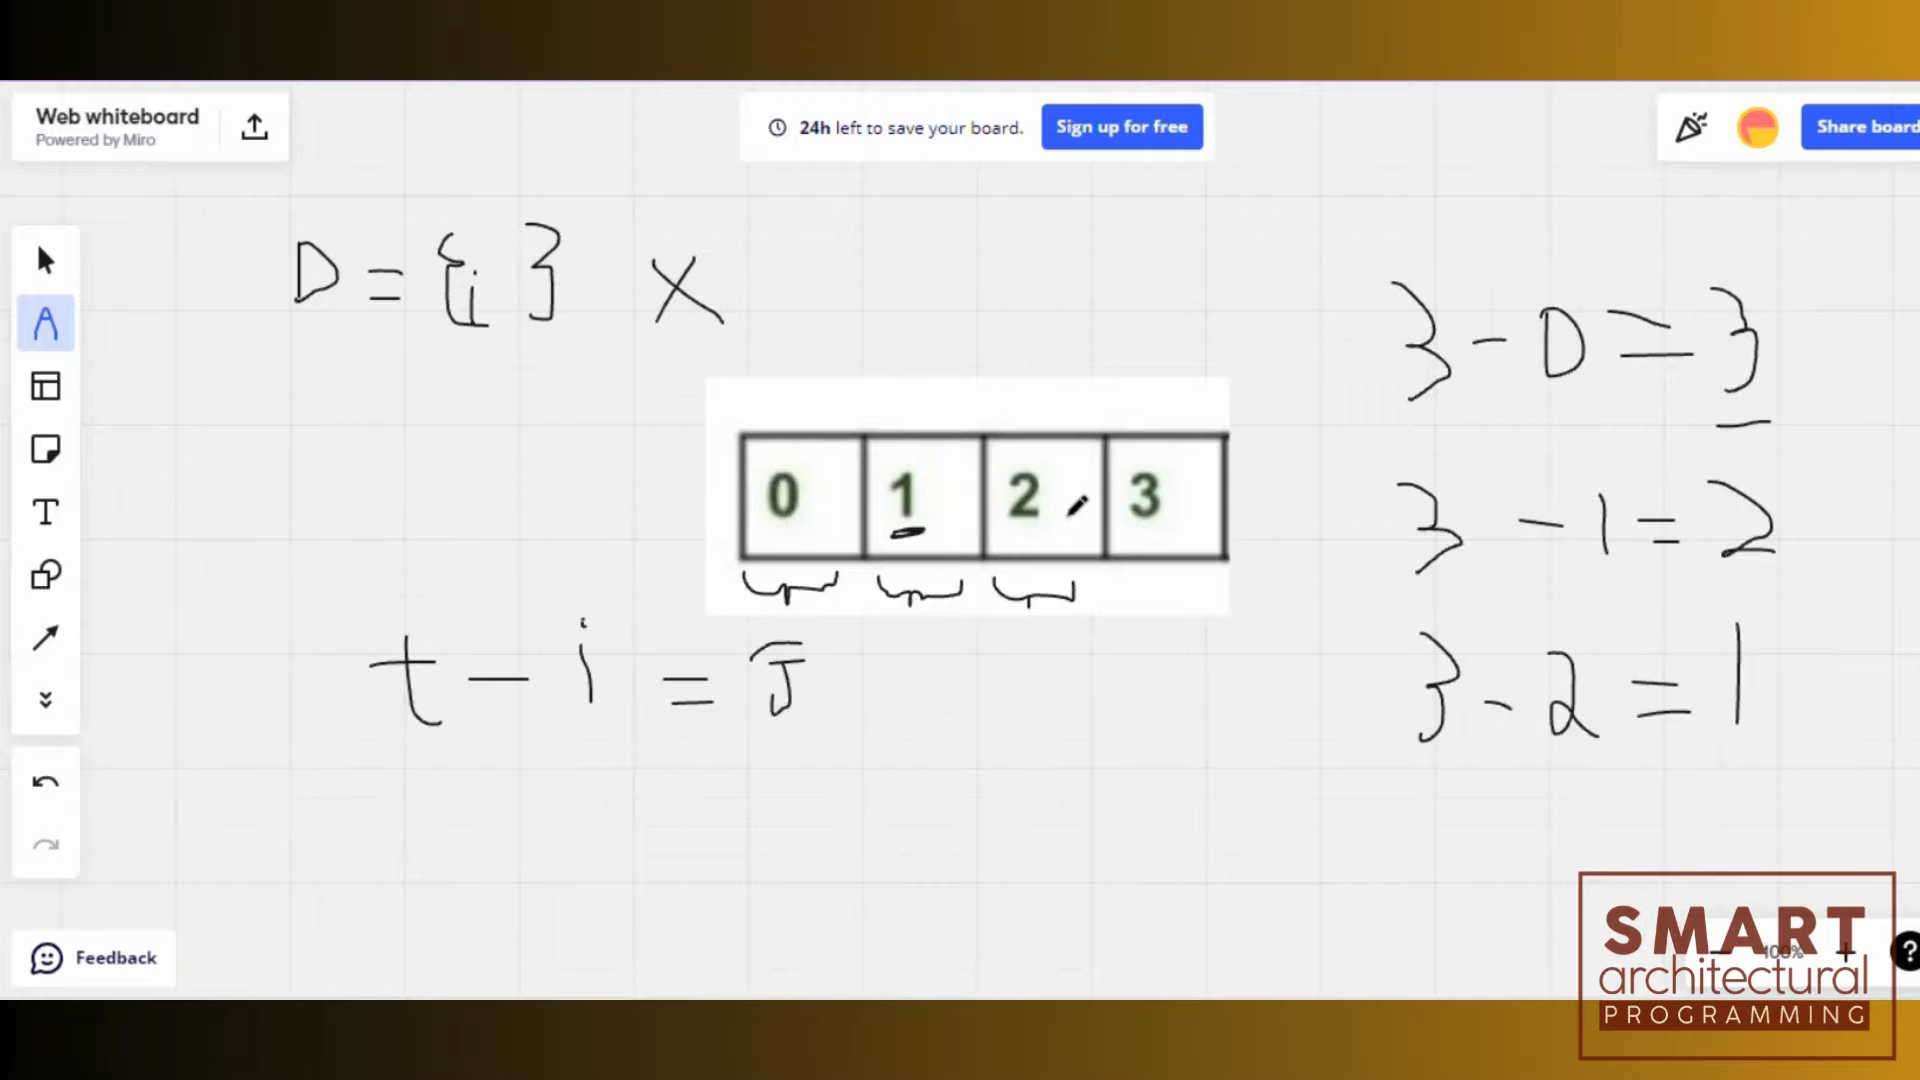 Web whiteboard
Powered by Miro
24h left to save your board.
Sign up for free
Share board
D = {i } X
3 - 0 = 3
0 1 2 3
3 - 1 = 2
t - i = J
3 - 2 = 1
T
Feedback
100%
?
SMART
architectural
PROGRAMMING